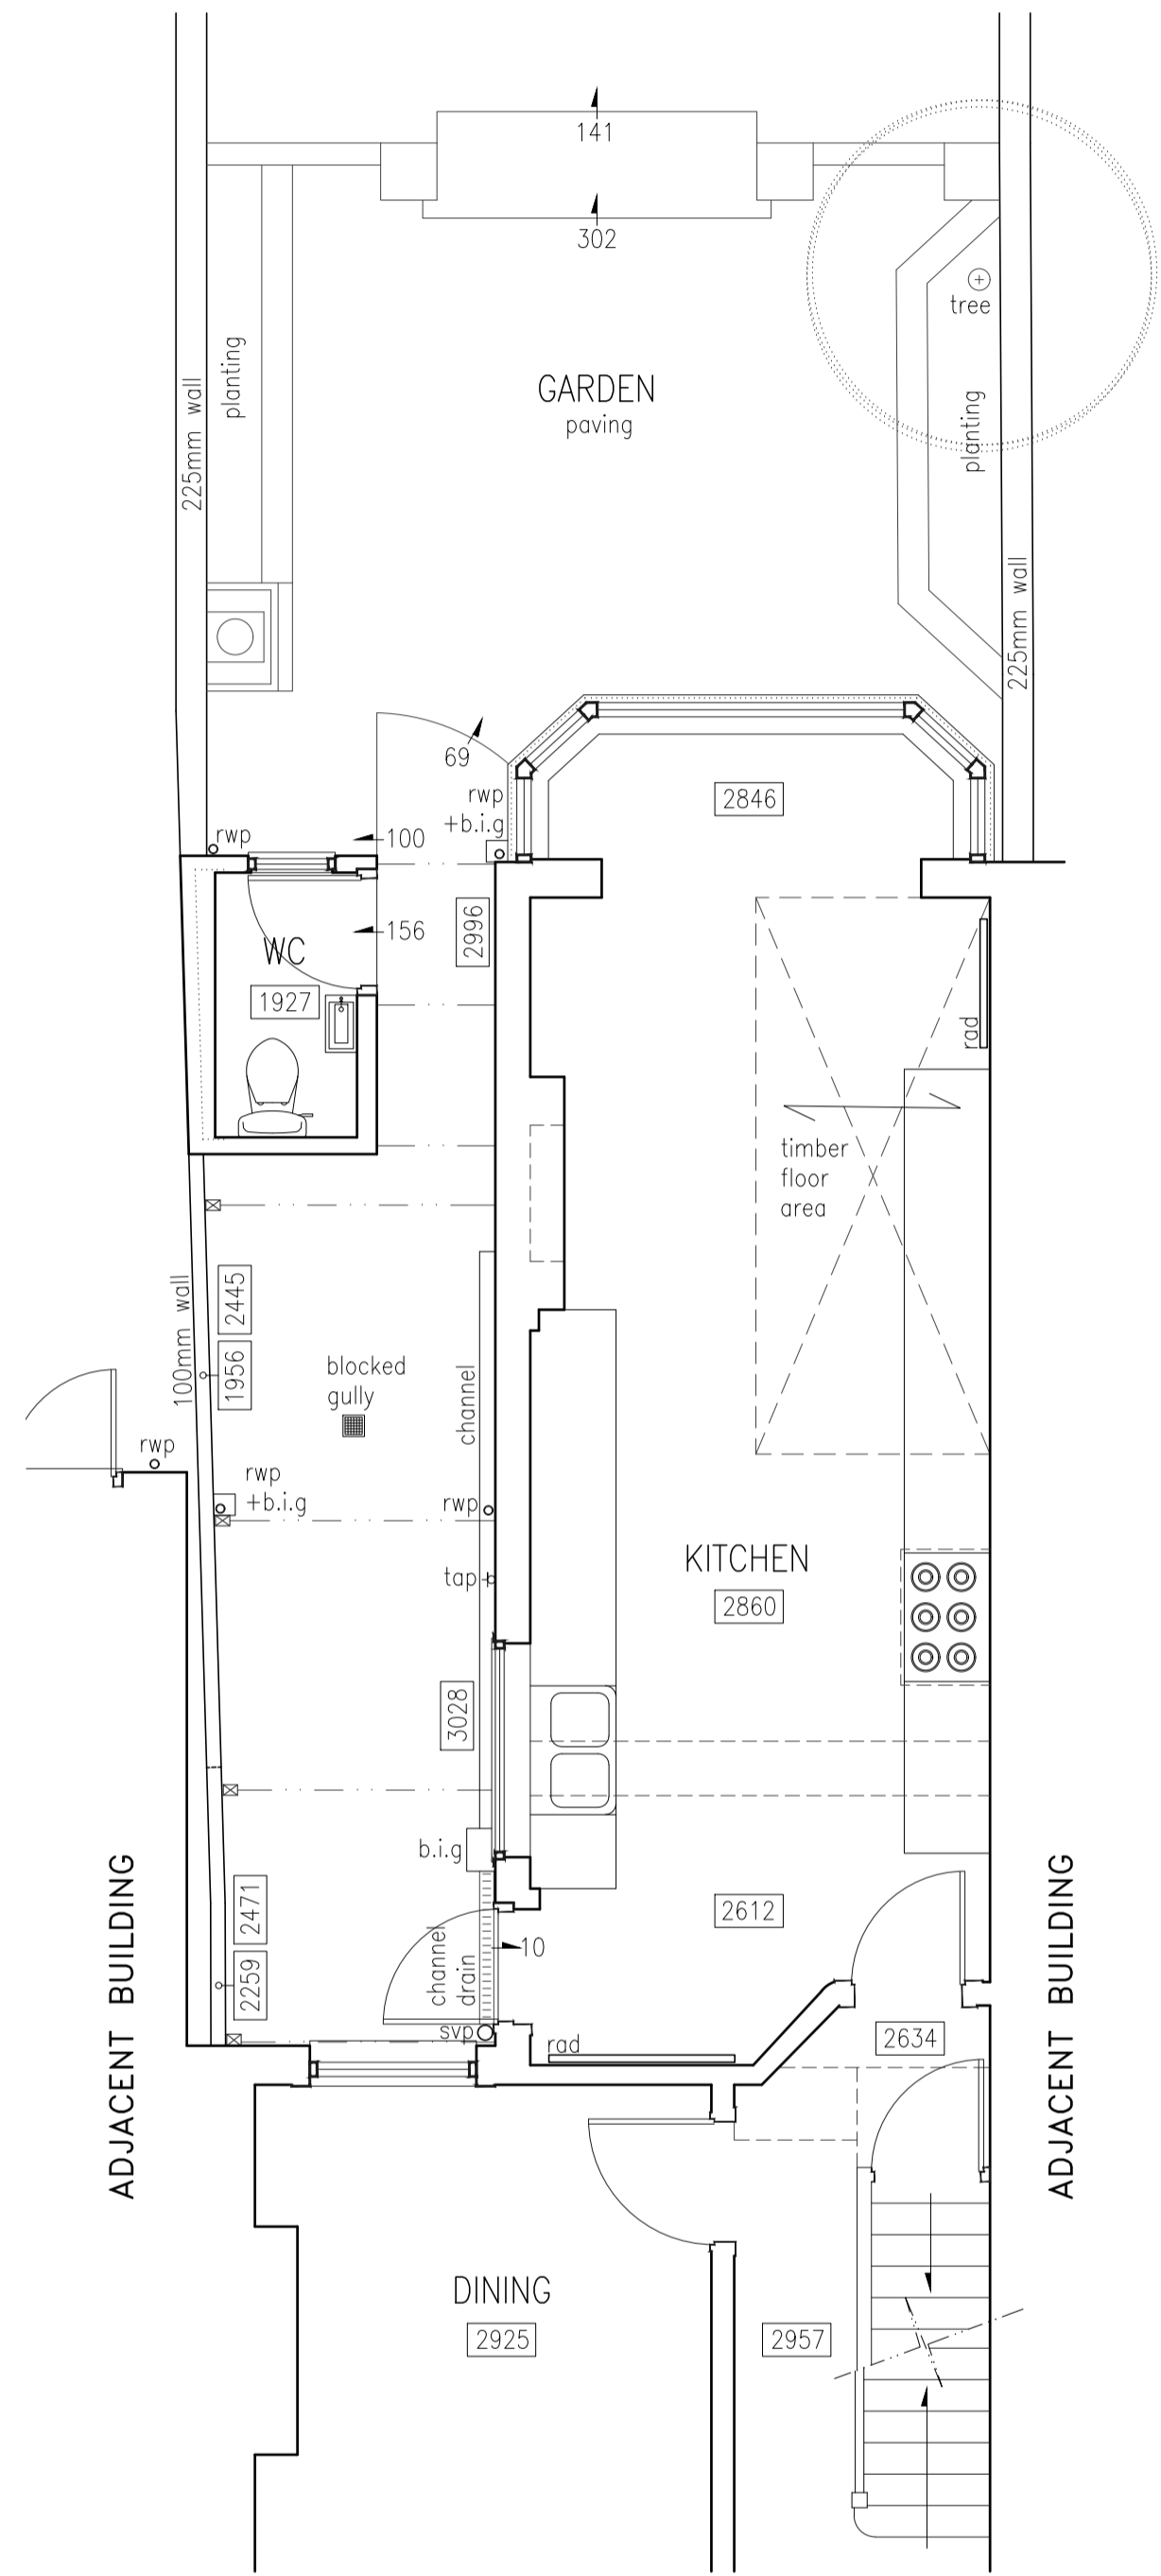 141
302
tree
planting
planting
225mm wall
GARDEN
paving
225mm wall
69
rwp
+b.i.g
2846
rwp
100
2996
156
WC
1927
rad
timber
floor
area
2445
1956
100mm wall
blocked
gully
channel
rwp
rwp
+b.i.g
rwp
KITCHEN
2860
tap
3028
b.i.g
2471
2259
2612
channel
drain
10
svp
rad
2634
ADJACENT BUILDING
ADJACENT BUILDING
DINING
2925
2957